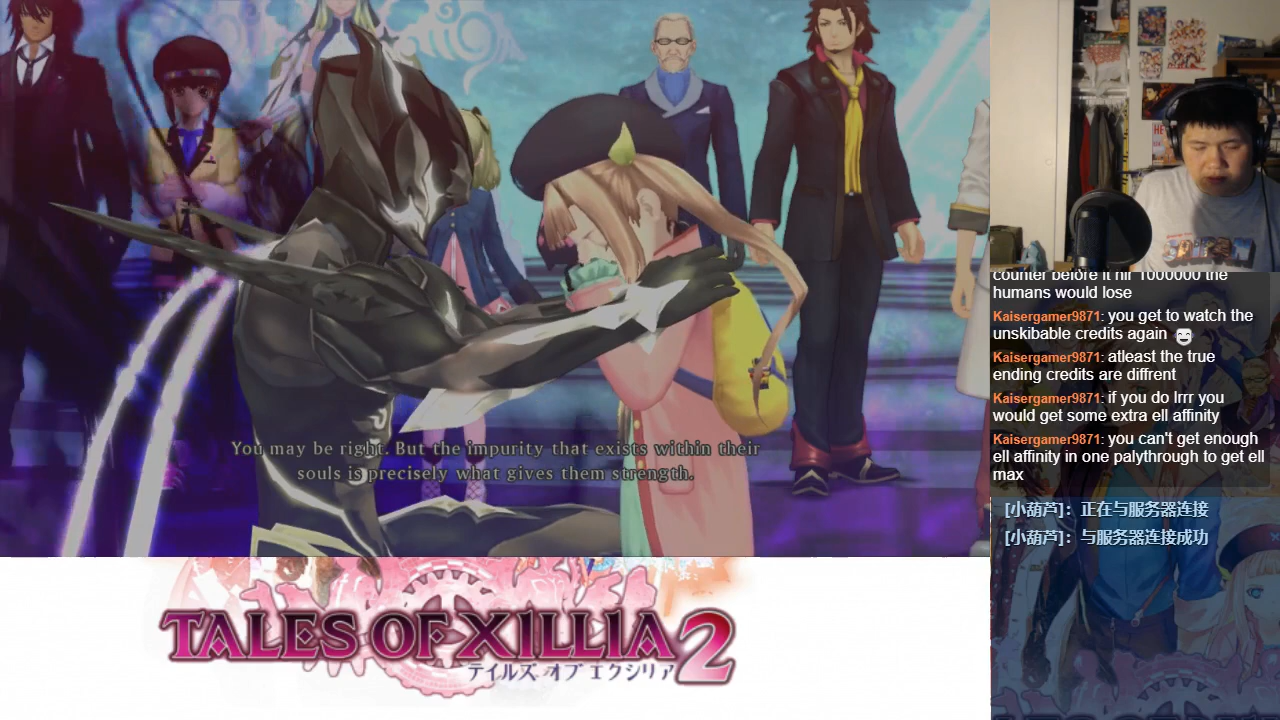 You may be right. But the impurity that exists within their
souls is precisely what gives them strength.
TALES OF XILLIA 2
テイルズ オブ エクシリア
counter before it hir 1000000 the
humans would lose
Kaisergamer9871: you get to watch the
unskibable credits again
Kaisergamer9871: atleast the true
ending credits are diffrent
Kaisergamer9871: if you do lrrr you
would get some extra ell affinity
Kaisergamer9871: you can't get enough
ell affinity in one palythrough to get ell
max
[小葫芦]：正在与服务器连接
[小葫芦]：与服务器连接成功